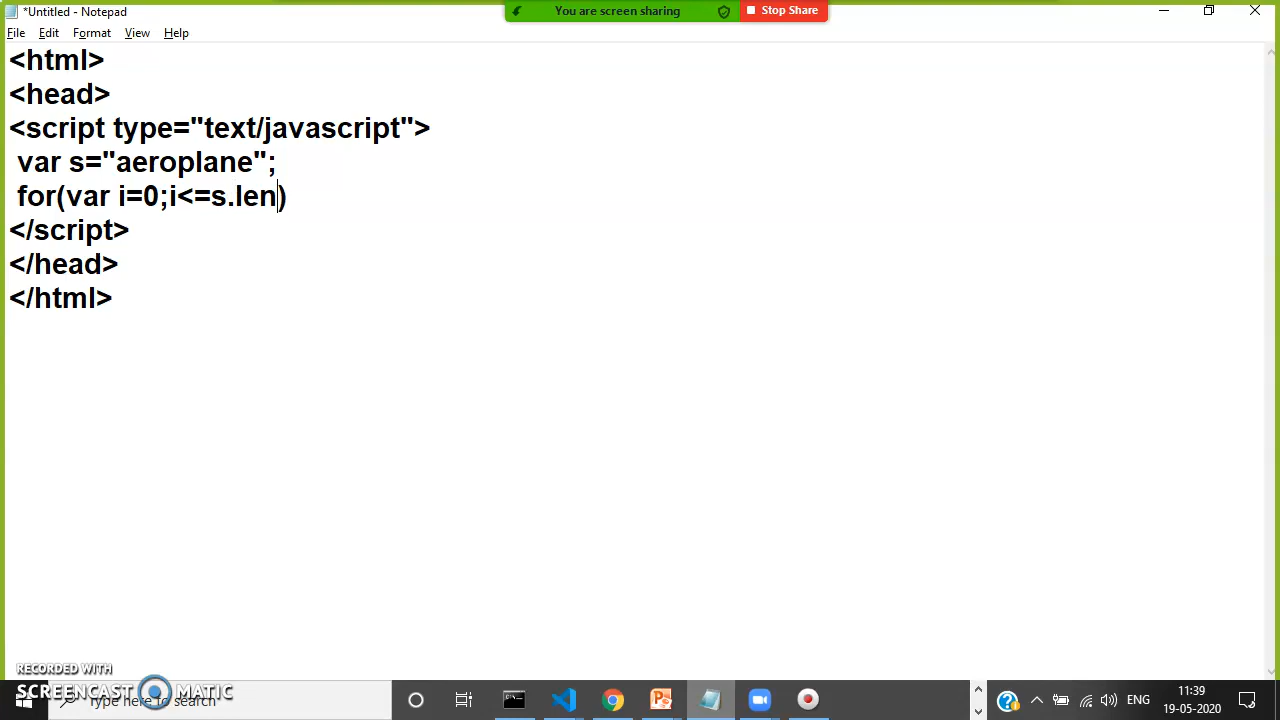 *Untitled - Notepad
You are screen sharing
Stop Share
File Edit Format View Help
<html>
<head>
<script type="text/javascript">
var s="aeroplane";
for(var i=0;i<=s.len)
</script>
</head>
</html>
RECORDED WITH
SCREENCAST MATIC
Type here to search
ENG
11:39
19-05-2020